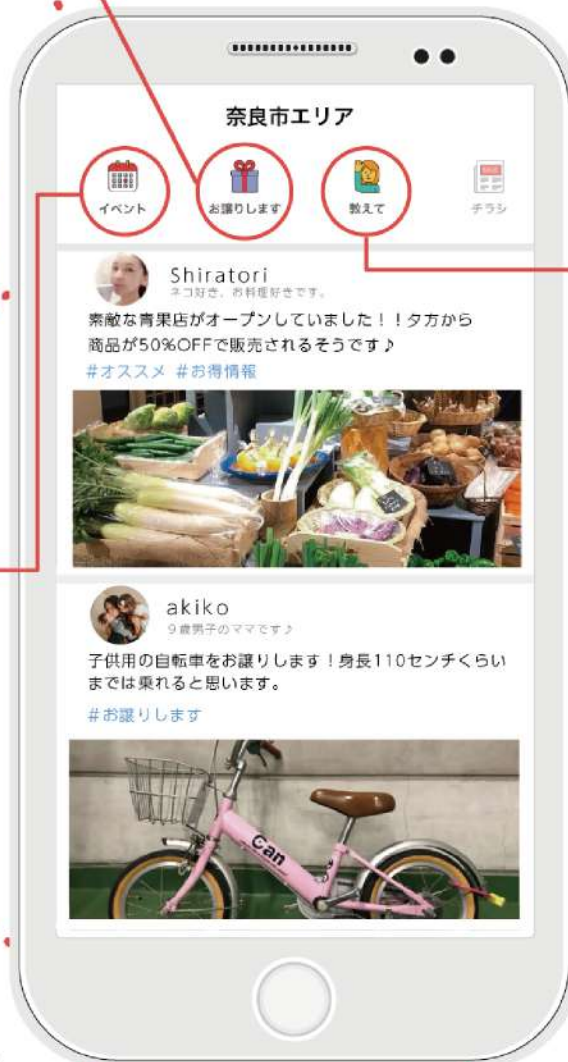 奈良市エリア
イベント
お譲りします
教えて
チラシ
Shiratori
ネコ好き、お料理好きです。
素敵な青果店がオープンしていました！！夕方から
商品が50%OFFで販売されるそうです♪
#オススメ #お得情報
akiko
9歳男子のママです♪
子供用の自転車をお譲りします！身長110センチくらい
までは乗れると思います。
#お譲りします
Can